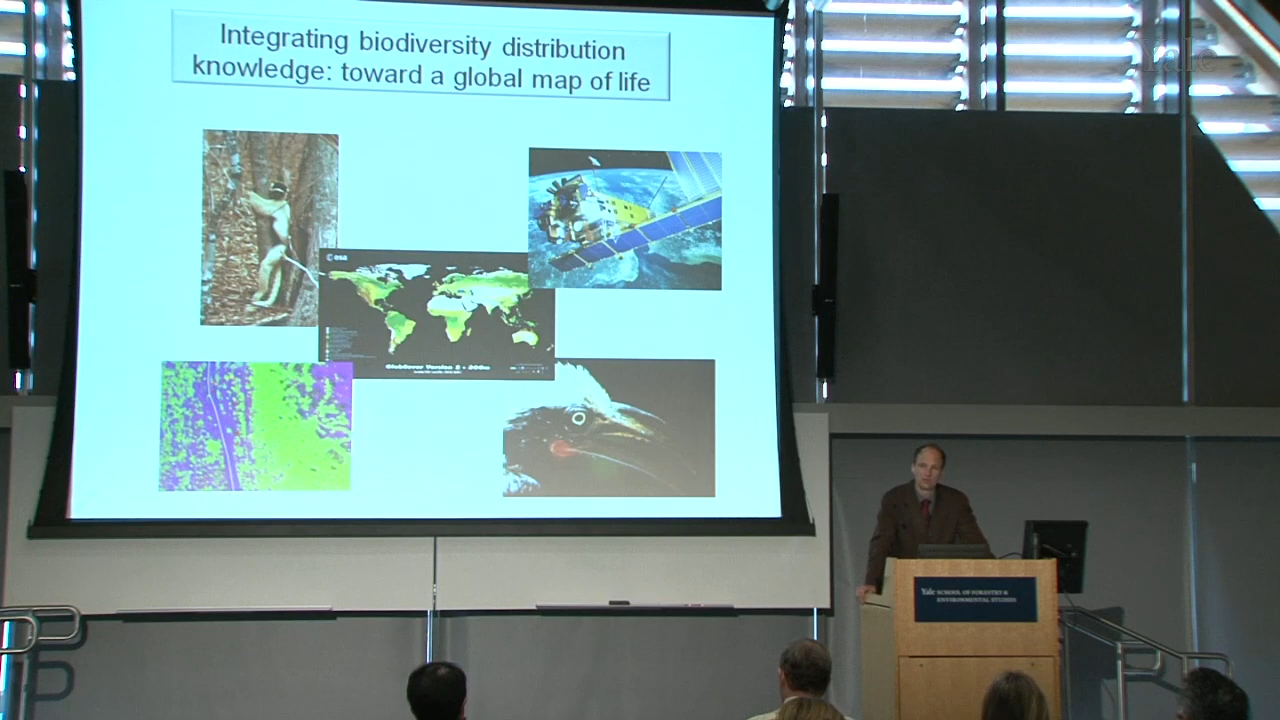 Integrating biodiversity distribution
knowledge: toward a global map of life
esa
GlobCover Version 2 - 300m
Yale SCHOOL OF FORESTRY &
ENVIRONMENTAL STUDIES